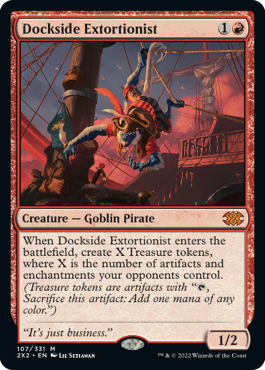 Dockside Extortionist 1
Creature — Goblin Pirate
When Dockside Extortionist enters the
battlefield, create X Treasure tokens,
where X is the number of artifacts and
enchantments your opponents control.
(Treasure tokens are artifacts with “,
Sacrifice this artifact: Add one mana of any
color.”)
“It’s just business.”
1/2
107/331 M
2X2 • EN Lee Setiawan
™ & © 2022 Wizards of the Coast